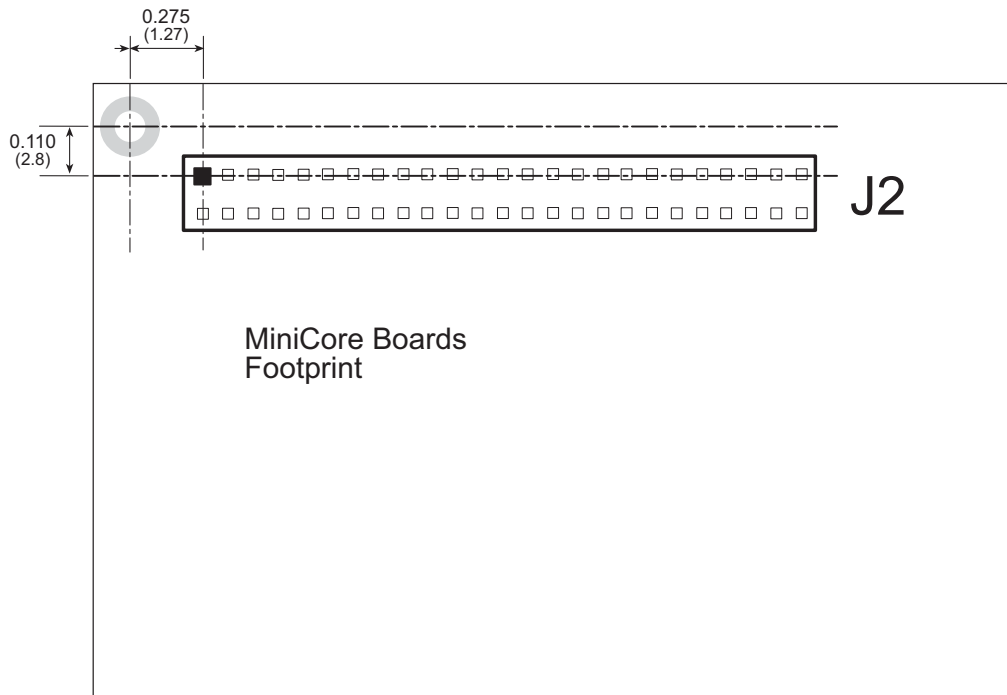 0.275
(1.27)
0.110
(2.8)
J2
MiniCore Boards
Footprint